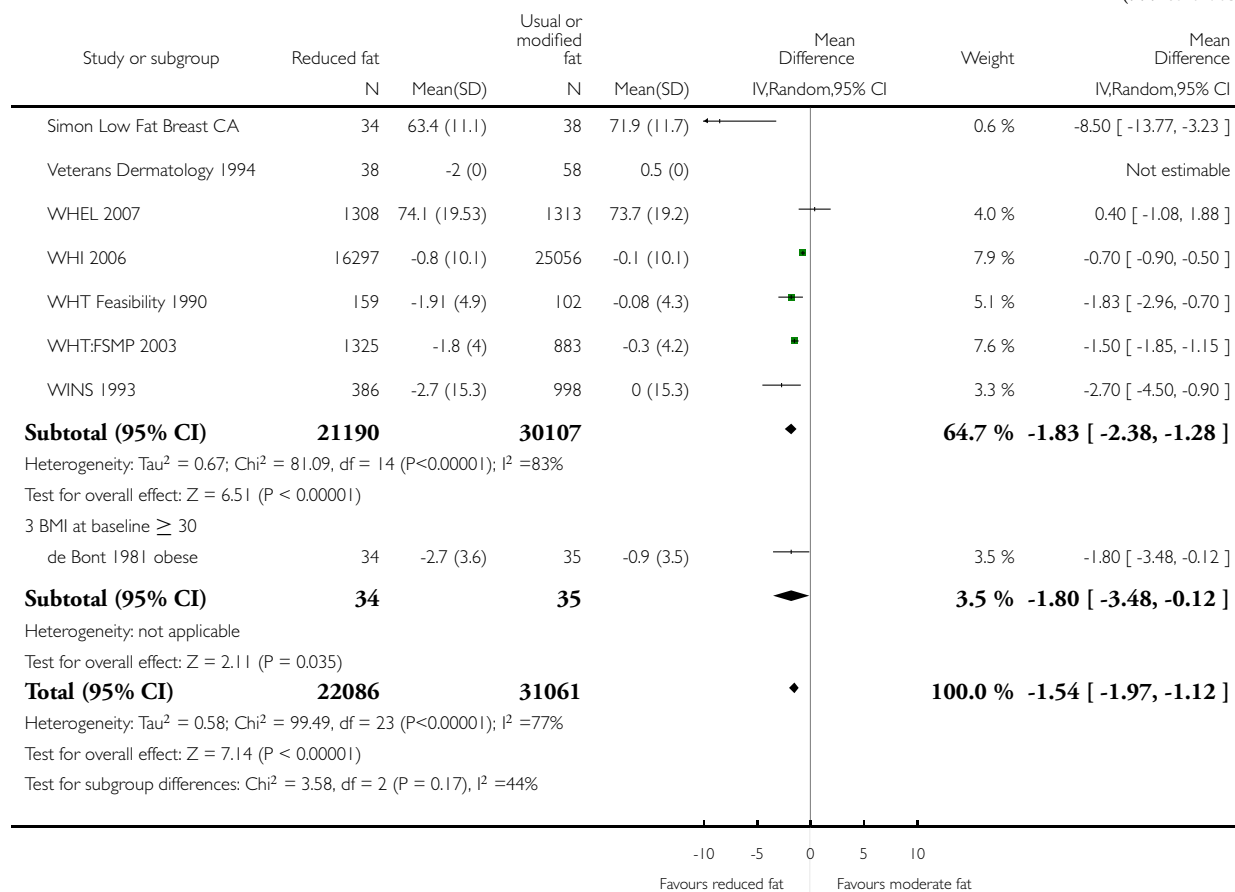 Study or subgroup Reduced fat Usual or modified fat Mean Difference Weight Mean Difference
N Mean(SD) N Mean(SD) IV,Random,95% CI IV,Random,95% CI
Simon Low Fat Breast CA 34 63.4 (11.1) 38 71.9 (11.7) 0.6 % -8.50 [ -13.77, -3.23 ]
Veterans Dermatology 1994 38 -2 (0) 58 0.5 (0) Not estimable
WHEL 2007 1308 74.1 (19.53) 1313 73.7 (19.2) 4.0 % 0.40 [ -1.08, 1.88 ]
WHI 2006 16297 -0.8 (10.1) 25056 -0.1 (10.1) 7.9 % -0.70 [ -0.90, -0.50 ]
WHT Feasibility 1990 159 -1.91 (4.9) 102 -0.08 (4.3) 5.1 % -1.83 [ -2.96, -0.70 ]
WHT:FSMP 2003 1325 -1.8 (4) 883 -0.3 (4.2) 7.6 % -1.50 [ -1.85, -1.15 ]
WINS 1993 386 -2.7 (15.3) 998 0 (15.3) 3.3 % -2.70 [ -4.50, -0.90 ]
Subtotal (95% CI) 21190 30107 64.7 % -1.83 [ -2.38, -1.28 ]
Heterogeneity: Tau² = 0.67; Chi² = 81.09, df = 14 (P<0.00001); I² =83%
Test for overall effect: Z = 6.51 (P < 0.00001)
3 BMI at baseline ≥ 30
de Bont 1981 obese 34 -2.7 (3.6) 35 -0.9 (3.5) 3.5 % -1.80 [ -3.48, -0.12 ]
Subtotal (95% CI) 34 35 3.5 % -1.80 [ -3.48, -0.12 ]
Heterogeneity: not applicable
Test for overall effect: Z = 2.11 (P = 0.035)
Total (95% CI) 22086 31061 100.0 % -1.54 [ -1.97, -1.12 ]
Heterogeneity: Tau² = 0.58; Chi² = 99.49, df = 23 (P<0.00001); I² =77%
Test for overall effect: Z = 7.14 (P < 0.00001)
Test for subgroup differences: Chi² = 3.58, df = 2 (P = 0.17), I² =44%
-10 -5 0 5 10
Favours reduced fat Favours moderate fat